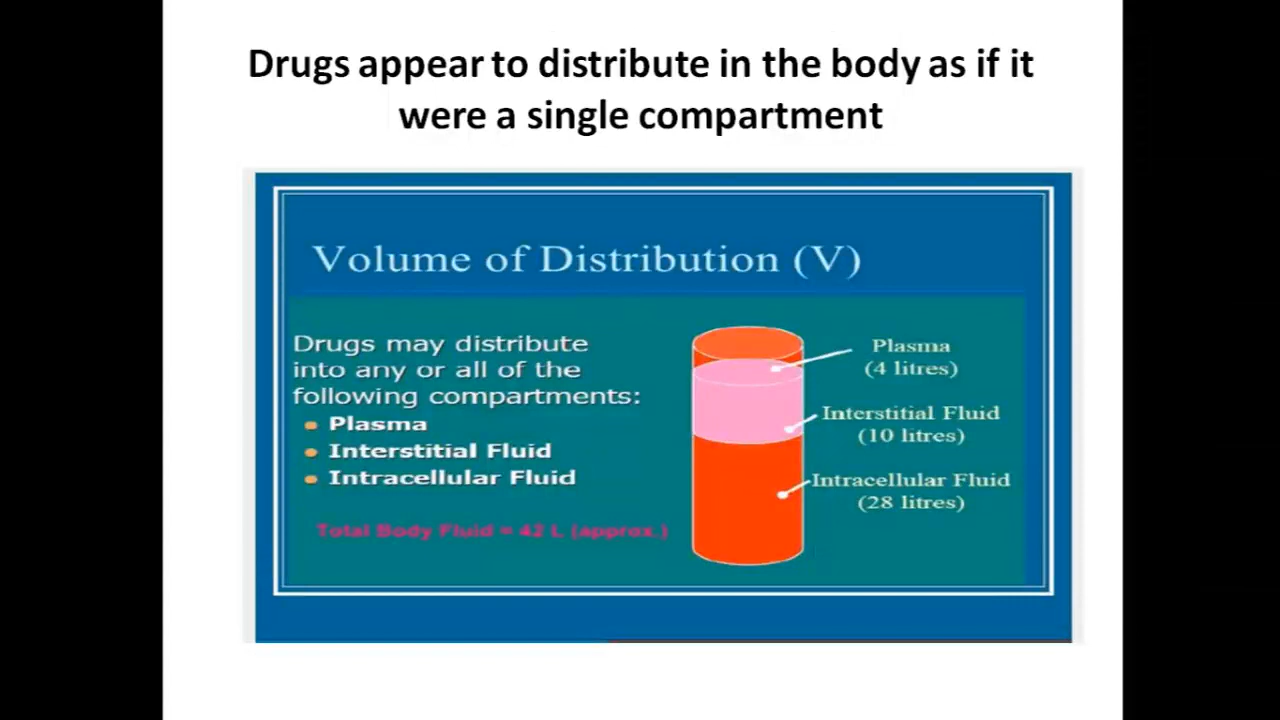 Drugs appear to distribute in the body as if it
were a single compartment
Volume of Distribution (V)
Drugs may distribute
into any or all of the
following compartments:
Plasma
Interstitial Fluid
Intracellular Fluid
Total Body Fluid = 42 L (approx.)
Plasma
(4 litres)
Interstitial Fluid
(10 litres)
Intracellular Fluid
(28 litres)